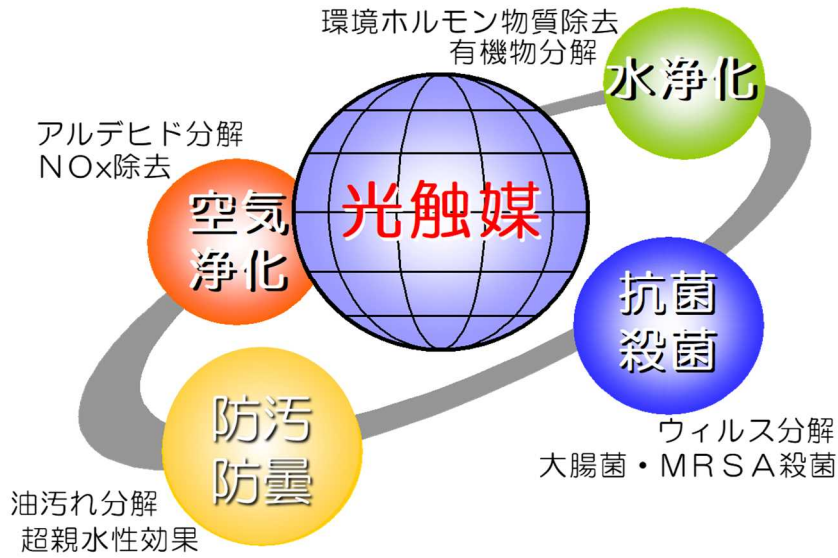 環境ホルモン物質除去
有機物分解
水浄化
アルデヒド分解
NOx除去
空気
浄化
光触媒
抗菌
殺菌
ウィルス分解
大腸菌・MRSA殺菌
防汚
防曇
油汚れ分解
超親水性効果